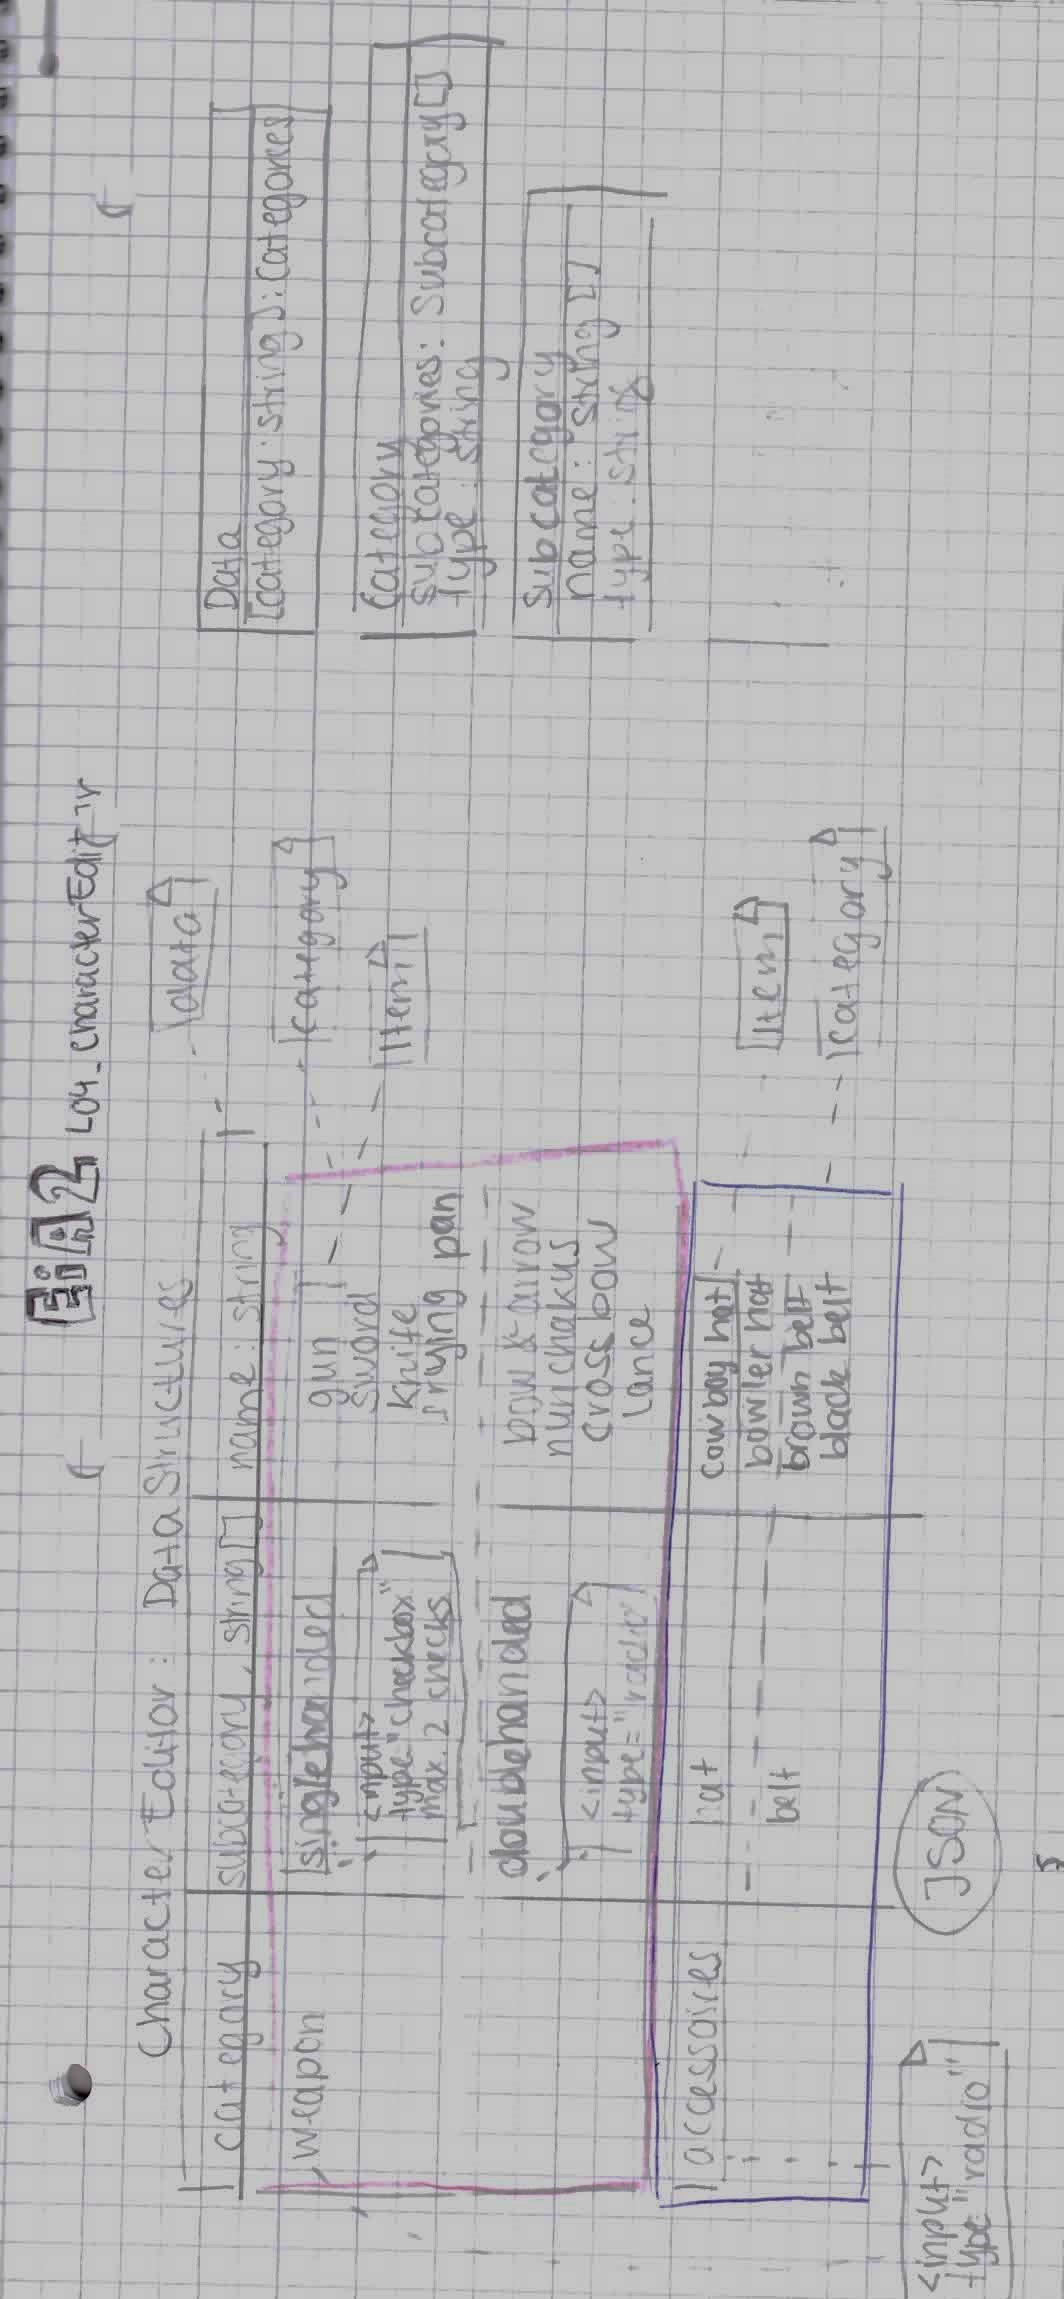 EiA2 L04_CharacterEditor
Character Editor: DataStructures
category
subcategory: string[]
name: string
data
weapon
singlehanded
<input>
type="checkbox"
max. 2 checks
doublehanded
<input>
type="radio"
gun
sword
knife
frying pan
bow & arrow
nunchakus
crossbow
lance
category
Item
accessoires
hat
belt
cowboy hat
bowler hat
brown belt
black belt
Item
category
<input>
type="radio"
JSON
Data
[category: string]: Categories
Category
subcategories: Subcategory[]
type: string
Subcategory
name: string[]
type: string